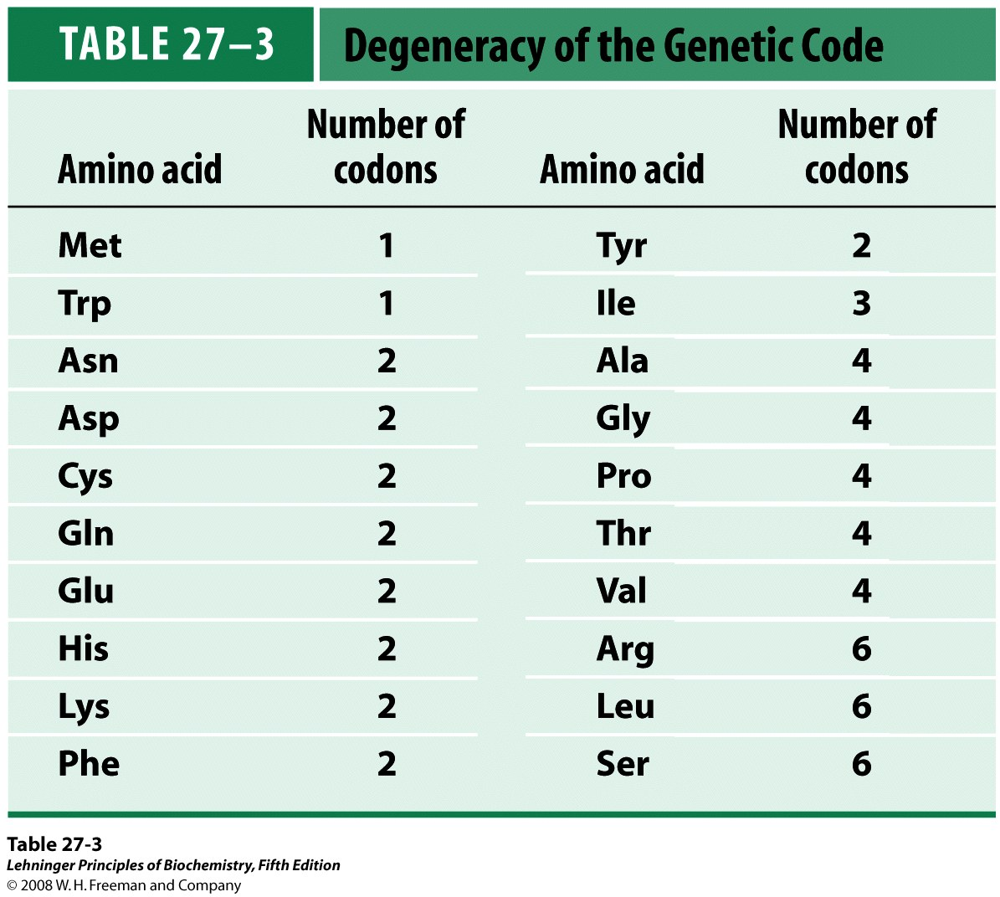 TABLE 27–3 Degeneracy of the Genetic Code
Number of Number of
Amino acid codons Amino acid codons
Met 1 Tyr 2
Trp 1 Ile 3
Asn 2 Ala 4
Asp 2 Gly 4
Cys 2 Pro 4
Gln 2 Thr 4
Glu 2 Val 4
His 2 Arg 6
Lys 2 Leu 6
Phe 2 Ser 6
Table 27-3
Lehninger Principles of Biochemistry, Fifth Edition
© 2008 W. H. Freeman and Company